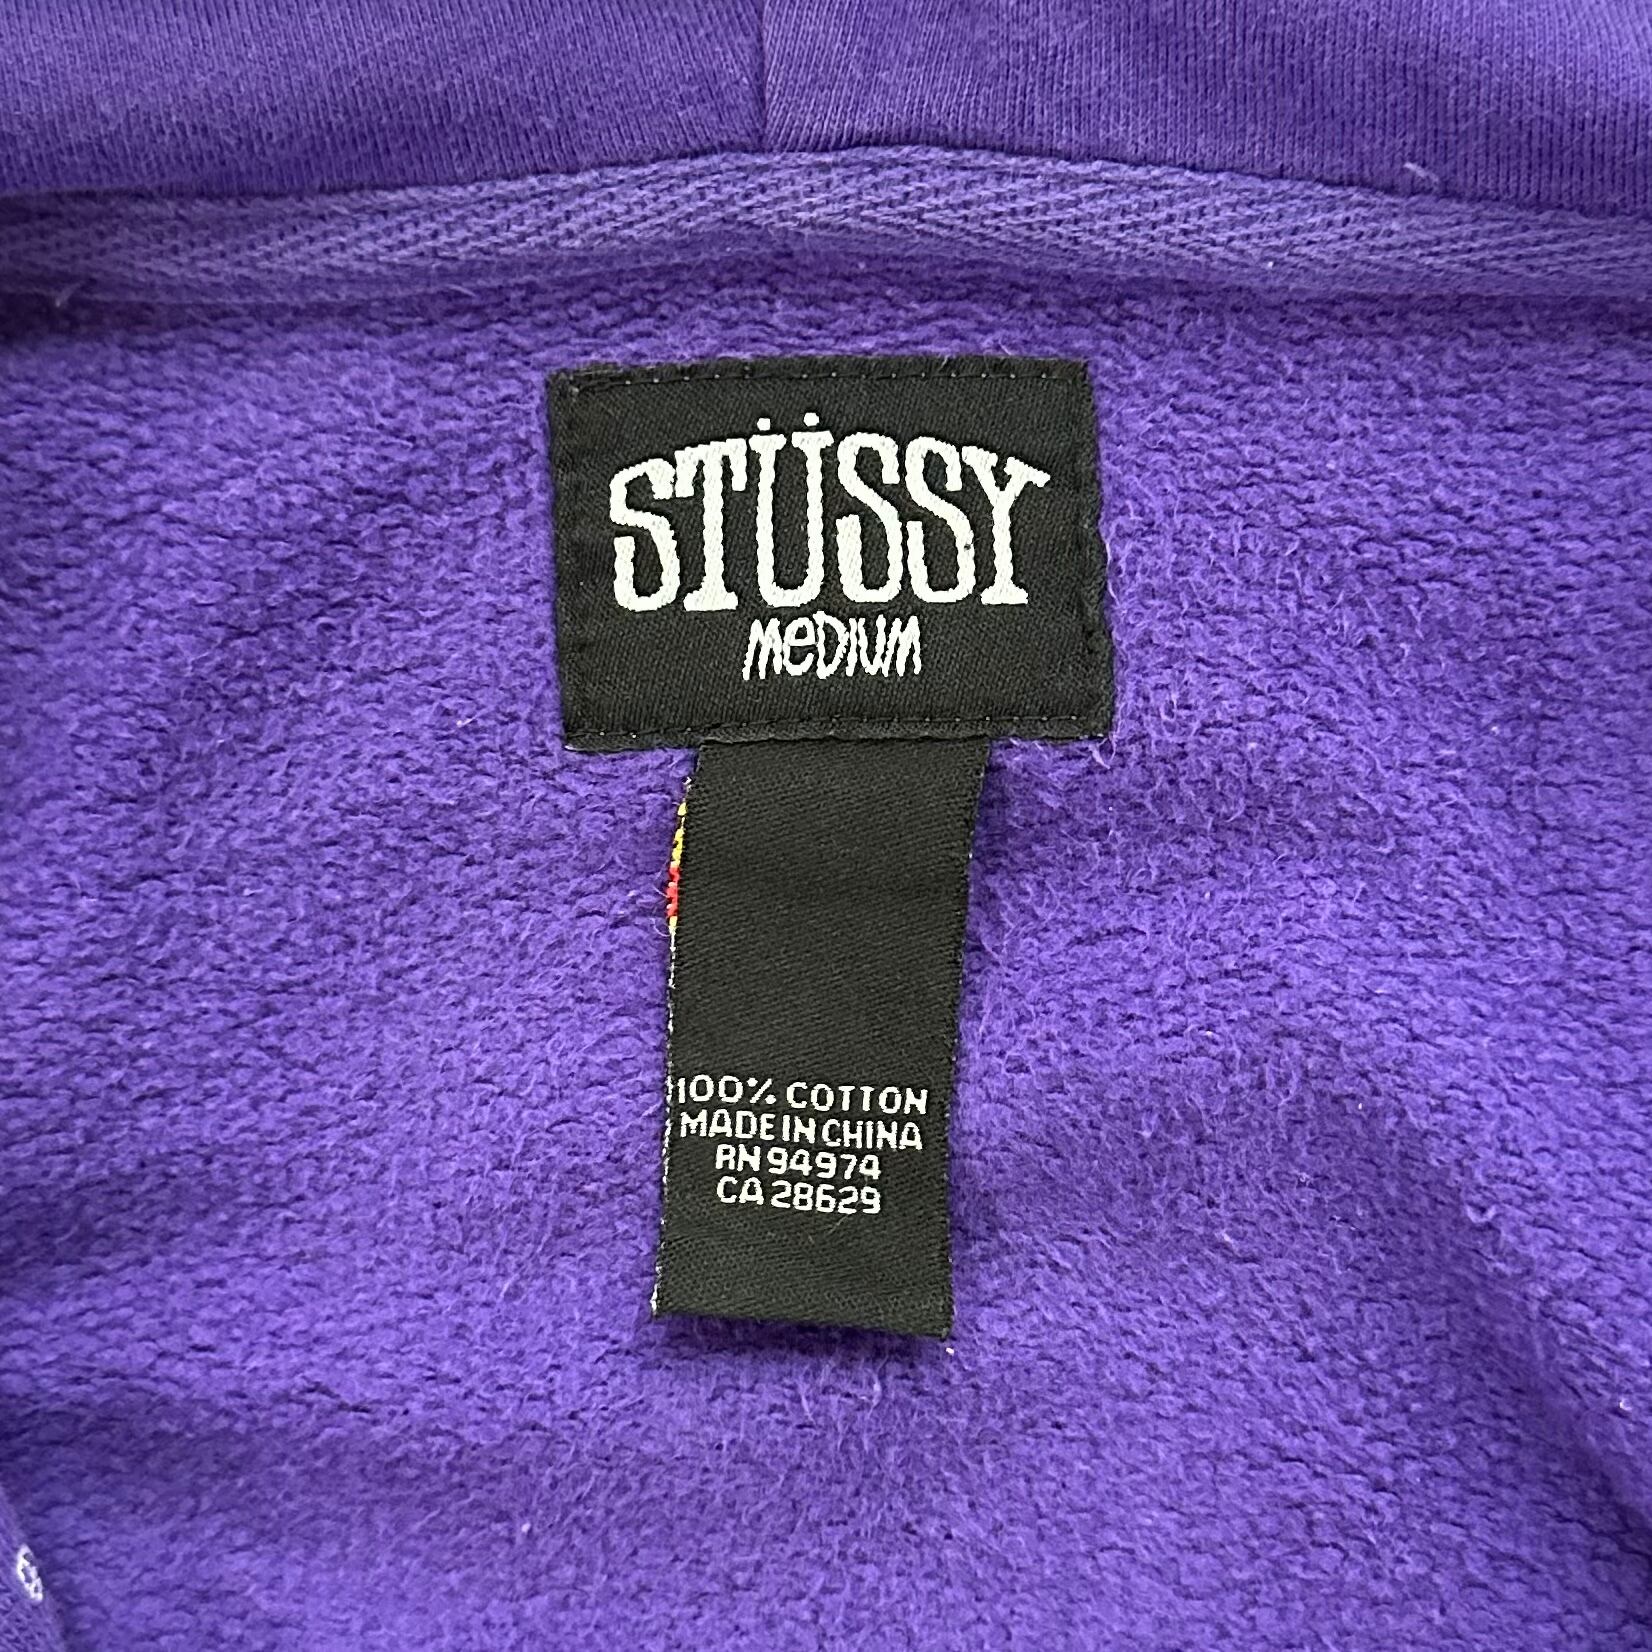 STÜSSY
MeDIUM
100% COTTON
MADE IN CHINA
RN 94974
CA 28629